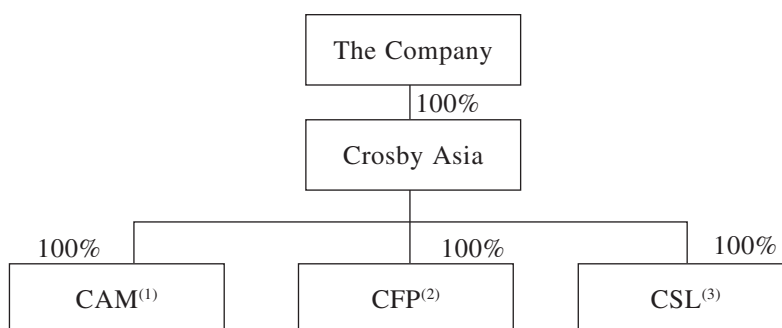 The Company
100%
Crosby Asia
100%
100%
100%
CAM(1)
CFP(2)
CSL(3)